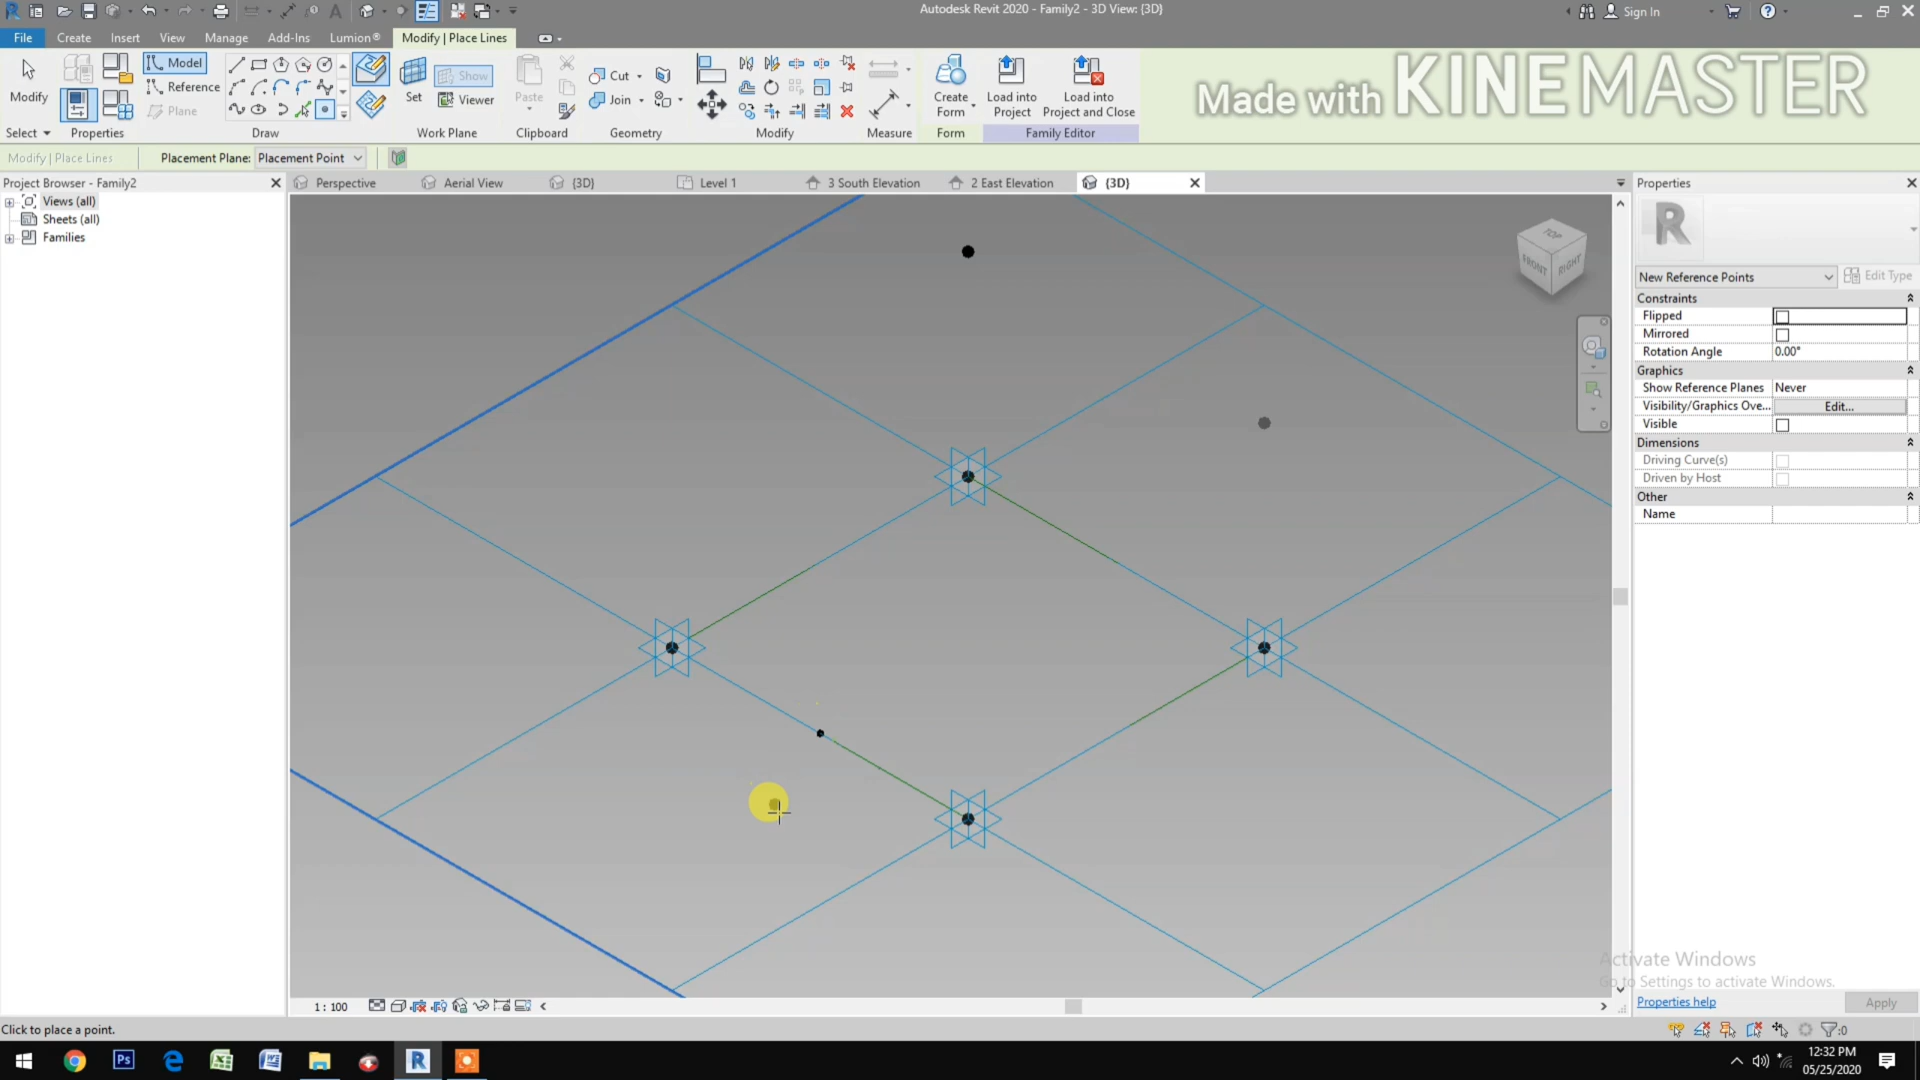 Autodesk Revit 2020 - Family2 - 3D View: {3D}
Sign In
File
Create
Insert
View
Manage
Add-Ins
Lumion®
Modify | Place Lines
Modify
Model
Reference
Plane
Set
Show
Viewer
Paste
Cut
Join
Create
Form
Load into
Project
Load into
Project and Close
Select
Properties
Draw
Work Plane
Clipboard
Geometry
Modify
Measure
Form
Family Editor
Made with KINEMASTER
Modify | Place Lines
Placement Plane:
Placement Point
Project Browser - Family2
Views (all)
Sheets (all)
Families
Perspective
Aerial View
{3D}
Level 1
3 South Elevation
2 East Elevation
{3D}
TOP
FRONT
RIGHT
Properties
R
New Reference Points
Edit Type
Constraints
Flipped
Mirrored
Rotation Angle
0.00°
Graphics
Show Reference Planes
Never
Visibility/Graphics Ove...
Edit...
Visible
Dimensions
Driving Curve(s)
Driven by Host
Other
Name
Activate Windows
Go to Settings to activate Windows.
Properties help
Apply
1 : 100
Click to place a point.
:0
12:32 PM
05/25/2020